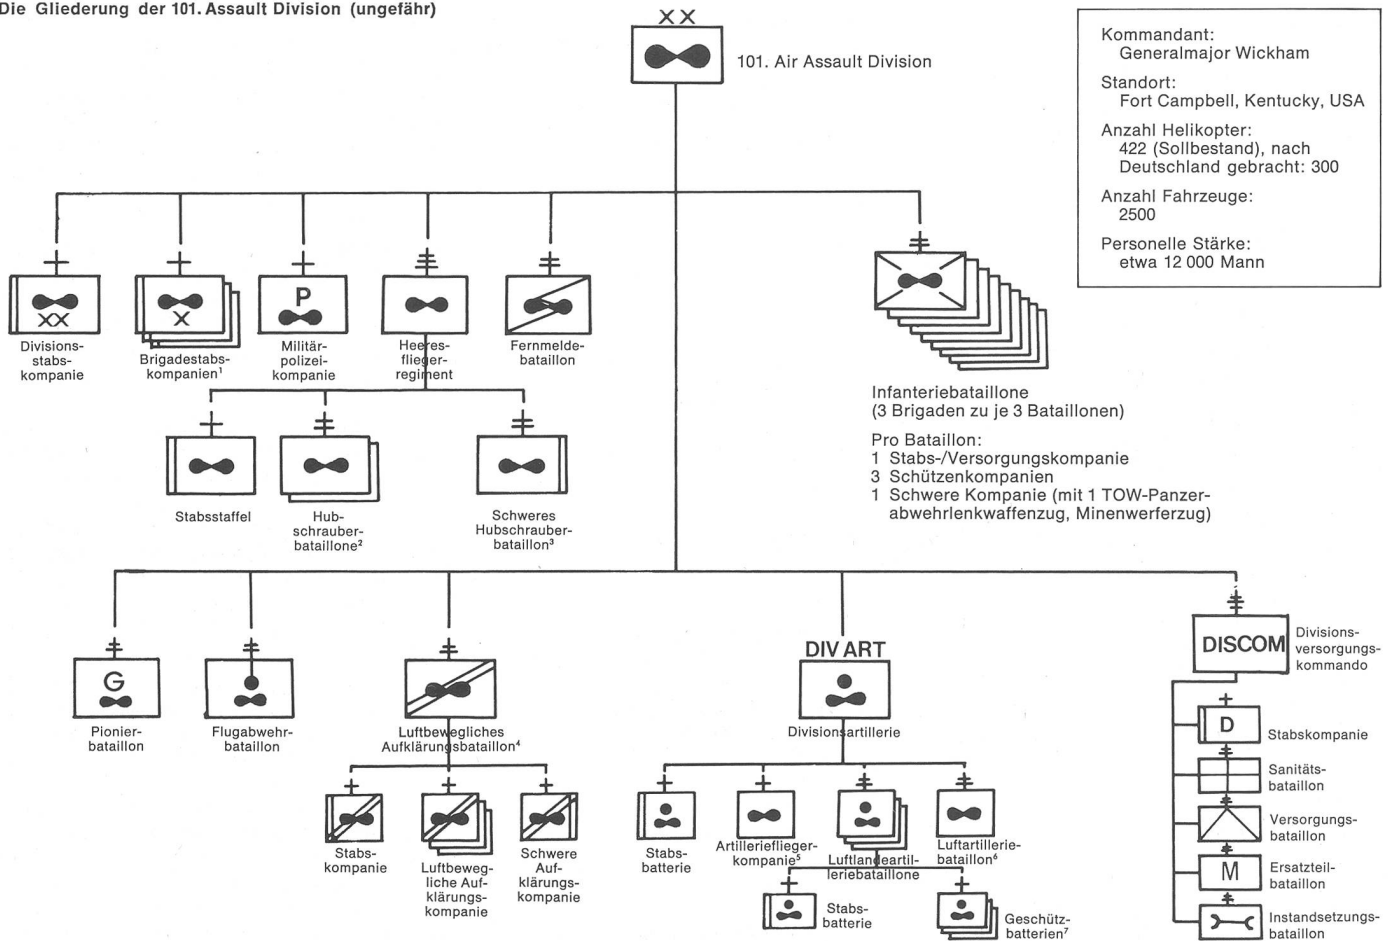 Die Gliederung der 101. Assault Division (ungefähr)
XX
101. Air Assault Division
Kommandant:
Generalmajor Wickham
Standort:
Fort Campbell, Kentucky, USA
Anzahl Helikopter:
422 (Sollbestand), nach
Deutschland gebracht: 300
Anzahl Fahrzeuge:
2500
Personelle Stärke:
etwa 12 000 Mann
XX
Divisions-
stabs-
kompanie
X
Brigadestabs-
kompanien¹
P
Militär-
polizei-
kompanie
Heeres-
flieger-
regiment
Fernmelde-
bataillon
Infanteriebataillone
(3 Brigaden zu je 3 Bataillonen)
Pro Bataillon:
1 Stabs-/Versorgungskompanie
3 Schützenkompanien
1 Schwere Kompanie (mit 1 TOW-Panzer-
abwehrlenkwaffenzug, Minenwerferzug)
Stabsstaffel
Hub-
schrauber-
bataillone²
Schweres
Hubschrauber-
bataillon³
G
Pionier-
bataillon
Flugabwehr-
bataillon
Luftbewegliches
Aufklärungsbataillon⁴
Stabs-
kompanie
Luftbeweg-
liche Auf-
klärungs-
kompanie
Schwere
Auf-
klärungs-
kompanie
DIV ART
Divisionsartillerie
Stabs-
batterie
Artillerieflieger-
kompanie⁵
Luftlandeartil-
leriebataillone
Luftartillerie-
bataillon⁶
Stabs-
batterie
Geschütz-
batterien⁷
DISCOM
Divisions-
versorgungs-
kommando
D
Stabskompanie
Sanitäts-
bataillon
Versorgungs-
bataillon
M
Ersatzteil-
bataillon
Instandsetzungs-
bataillon